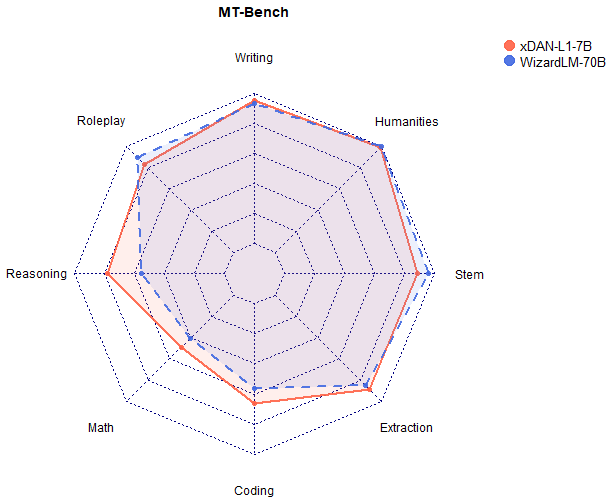 MT-Bench
xDAN-L1-7B
WizardLM-70B
Writing
Humanities
Roleplay
Stem
Reasoning
Extraction
Math
Coding